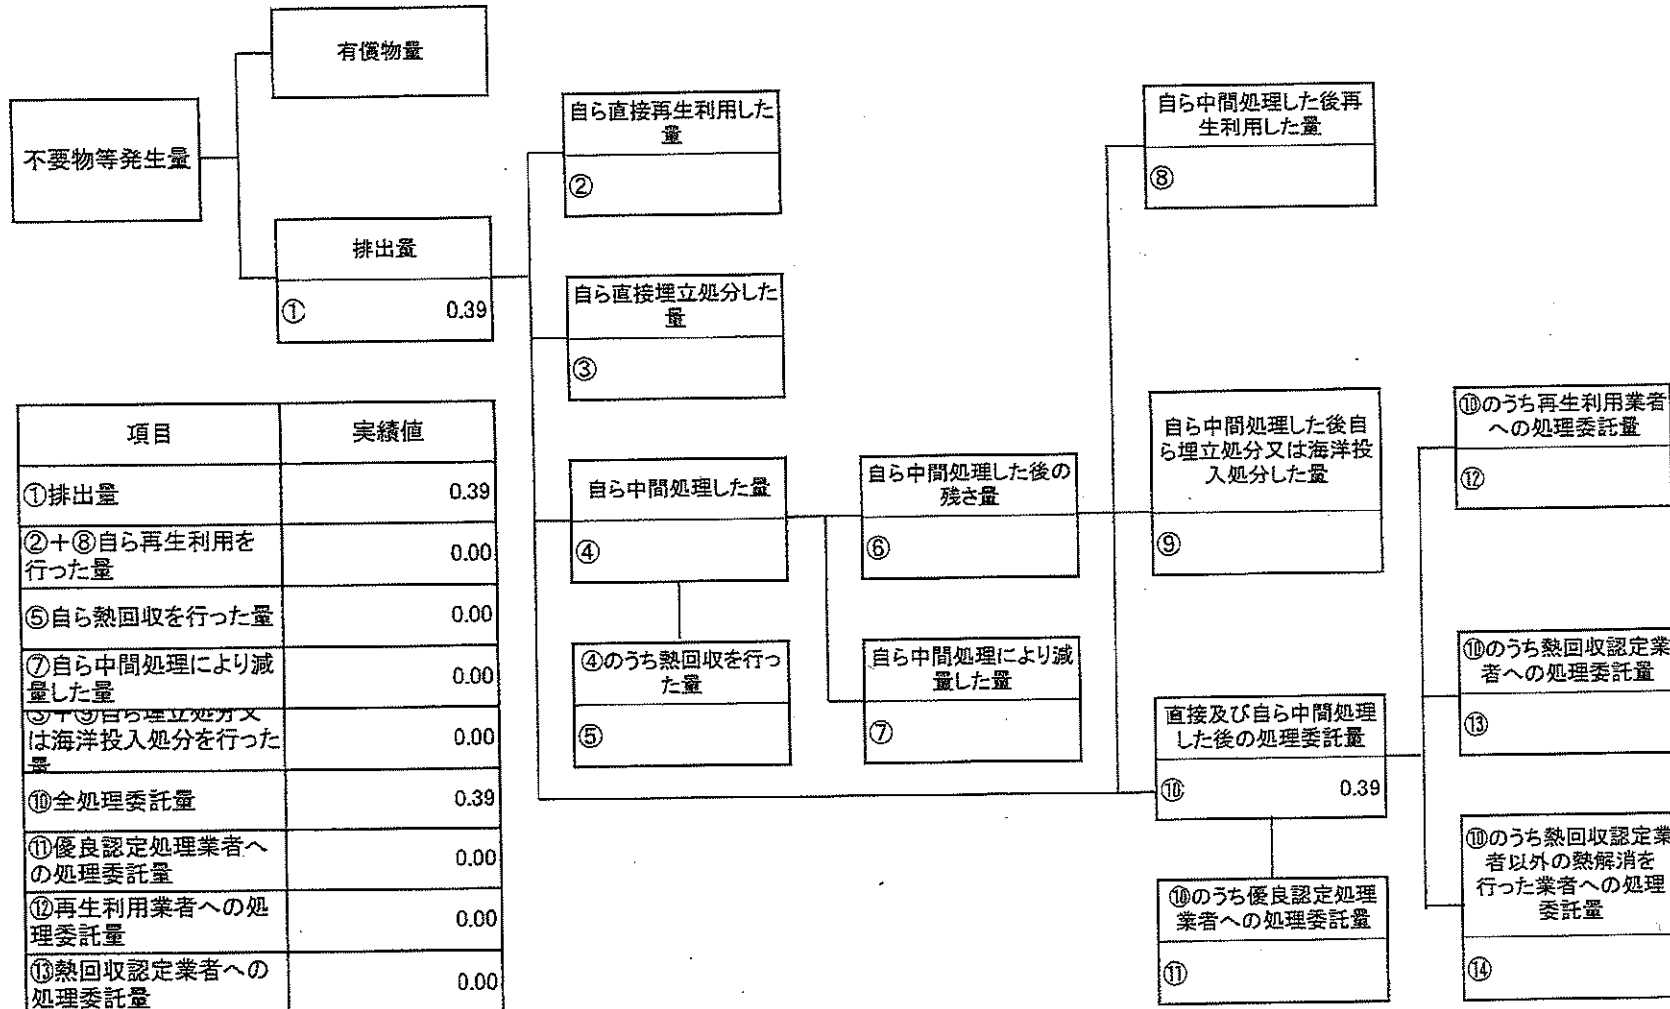 有償物量
不要物等発生量
排出量
① 0.39
自ら直接再生利用した
量
②
自ら直接埋立処分した
量
③
自ら中間処理した量
④
④のうち熱回収を行っ
た量
⑤
自ら中間処理した後の
残さ量
⑥
自ら中間処理により減
量した量
⑦
自ら中間処理した後再
生利用した量
⑧
自ら中間処理した後自
ら埋立処分又は海洋投
入処分した量
⑨
直接及び自ら中間処理
した後の処理委託量
⑩ 0.39
⑩のうち優良認定処理
業者への処理委託量
⑪
⑩のうち再生利用業者
への処理委託量
⑫
⑩のうち熱回収認定業
者への処理委託量
⑬
⑩のうち熱回収認定業
者以外の熱解消を
行った業者への処理
委託量
⑭
項目 実績値
①排出量 0.39
②+⑧自ら再生利用を
行った量 0.00
⑤自ら熱回収を行った量 0.00
⑦自ら中間処理により減
量した量 0.00
③+⑨自ら埋立処分又
は海洋投入処分を行った
量 0.00
⑩全処理委託量 0.39
⑪優良認定処理業者へ
の処理委託量 0.00
⑫再生利用業者への処
理委託量 0.00
⑬熱回収認定業者への
処理委託量 0.00